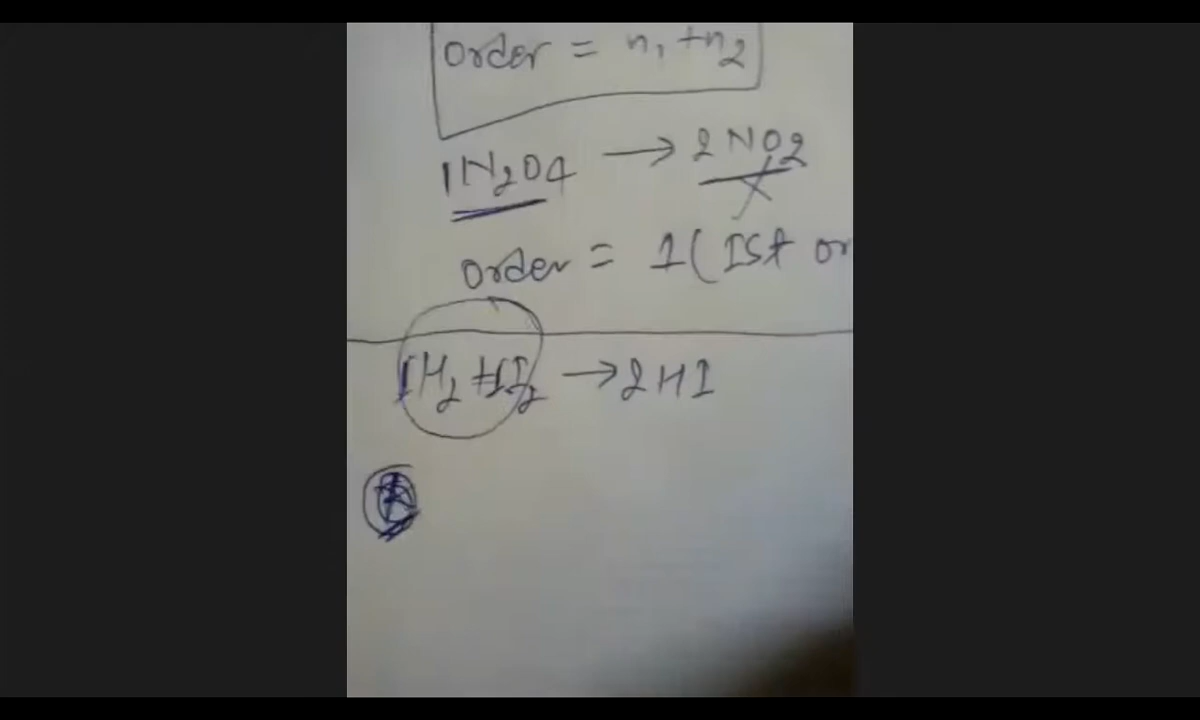 order = n₁ + n₂
1N₂O4 → 2NO₂
order = 1 ( Ist or
1H₂ + 1I₂ → 2HI